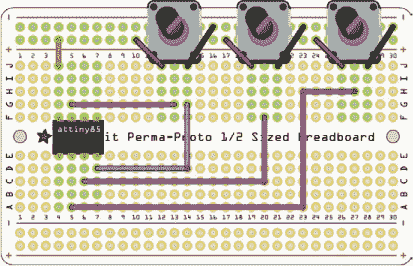 - -
+ +
1 2 3 4 5 6 7 8 9 10 11 12 13 14 15 16 17 18 19 20 21 22 23 24 25 26 27 28 29 30
J J
I I
H H
G G
F F
attiny85
it Perma-Proto 1/2 Sized Breadboard
E E
D D
C C
B B
A A
1 2 3 4 5 6 7 8 9 10 11 12 13 14 15 16 17 18 19 20 21 22 23 24 25 26 27 28 29 30
- -
+ +